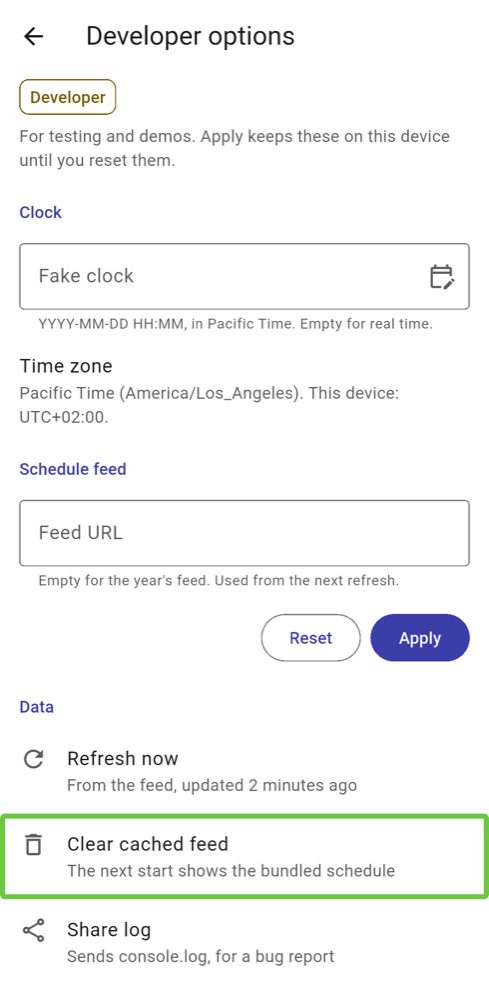 Developer options
Developer
For testing and demos. Apply keeps these on this device
until you reset them.
Clock
Fake clock
YYYY-MM-DD HH:MM, in Pacific Time. Empty for real time.
Time zone
Pacific Time (America/Los_Angeles). This device:
UTC+02:00.
Schedule feed
Feed URL
Empty for the year's feed. Used from the next refresh.
Reset
Apply
Data
Refresh now
From the feed, updated 2 minutes ago
Clear cached feed
The next start shows the bundled schedule
Share log
Sends console.log, for a bug report